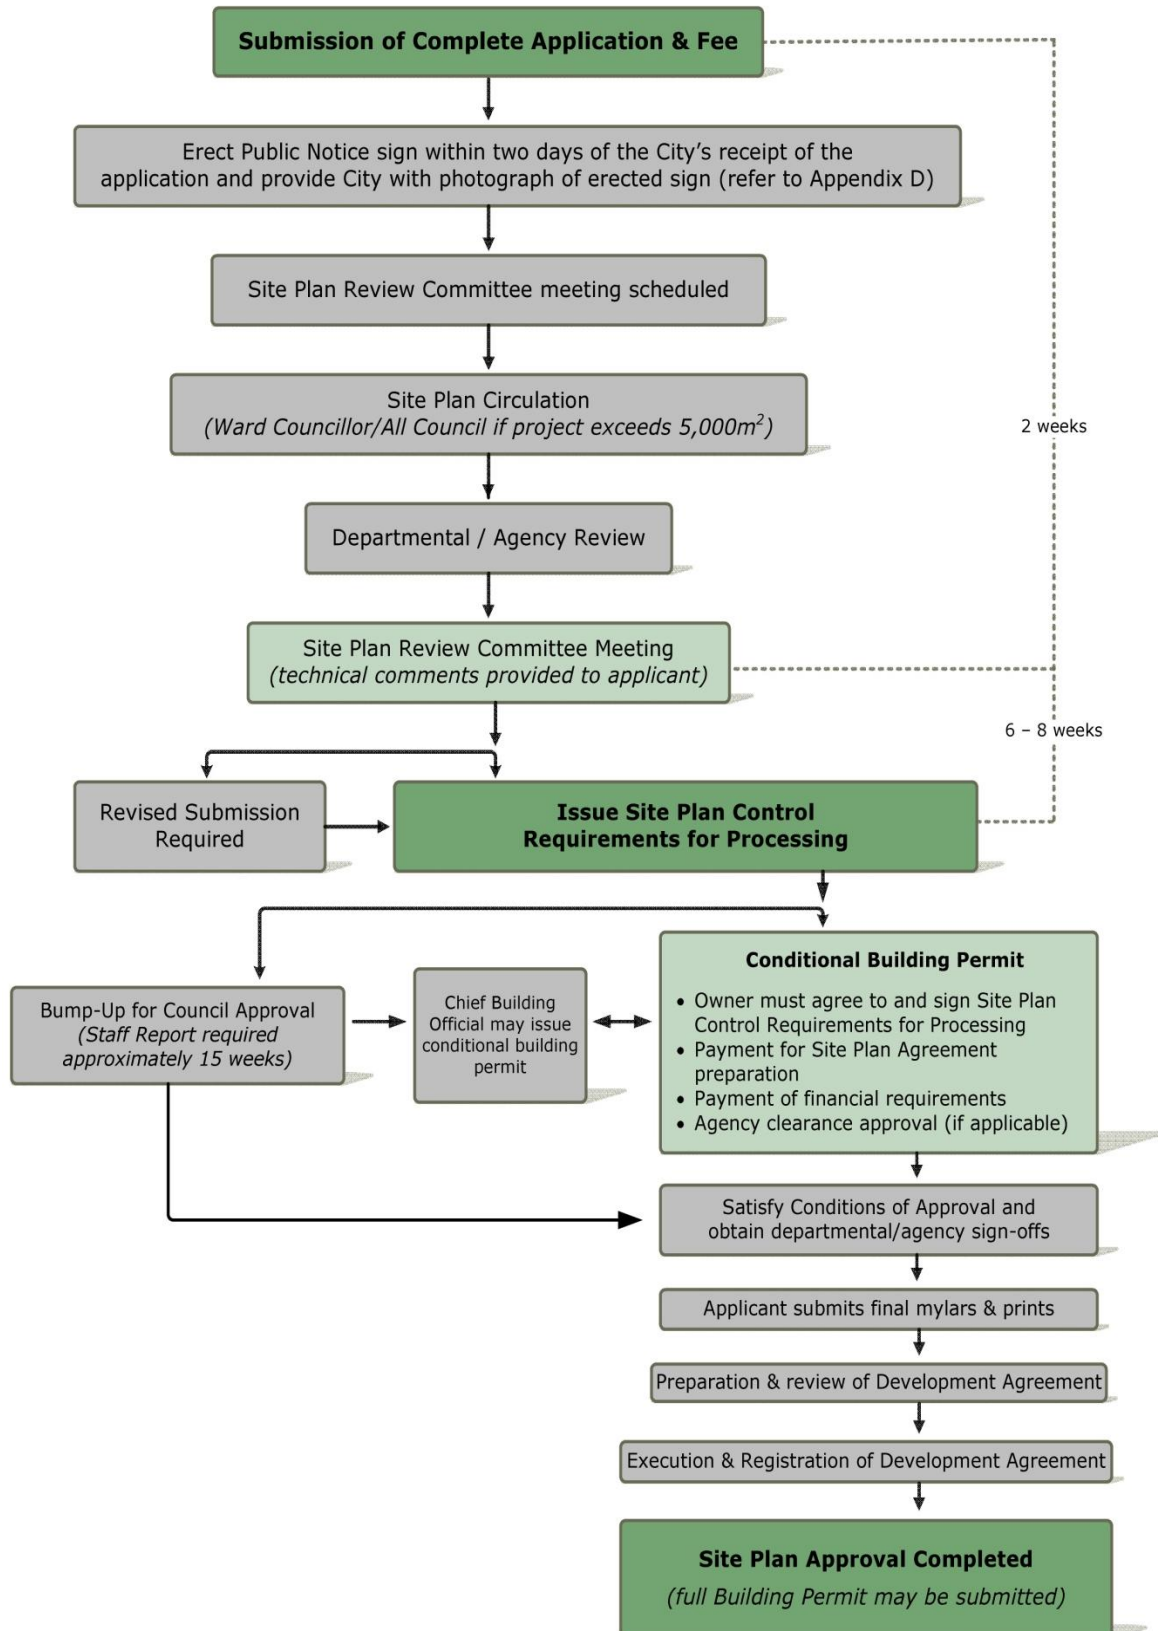 Submission of Complete Application & Fee
Erect Public Notice sign within two days of the City’s receipt of the
application and provide City with photograph of erected sign (refer to Appendix D)
Site Plan Review Committee meeting scheduled
Site Plan Circulation
(Ward Councillor/All Council if project exceeds 5,000m²)
2 weeks
Departmental / Agency Review
Site Plan Review Committee Meeting
(technical comments provided to applicant)
6 – 8 weeks
Revised Submission
Required
Issue Site Plan Control
Requirements for Processing
Bump-Up for Council Approval
(Staff Report required
approximately 15 weeks)
Chief Building
Official may issue
conditional building
permit
Conditional Building Permit
• Owner must agree to and sign Site Plan
Control Requirements for Processing
• Payment for Site Plan Agreement
preparation
• Payment of financial requirements
• Agency clearance approval (if applicable)
Satisfy Conditions of Approval and
obtain departmental/agency sign-offs
Applicant submits final mylars & prints
Preparation & review of Development Agreement
Execution & Registration of Development Agreement
Site Plan Approval Completed
(full Building Permit may be submitted)